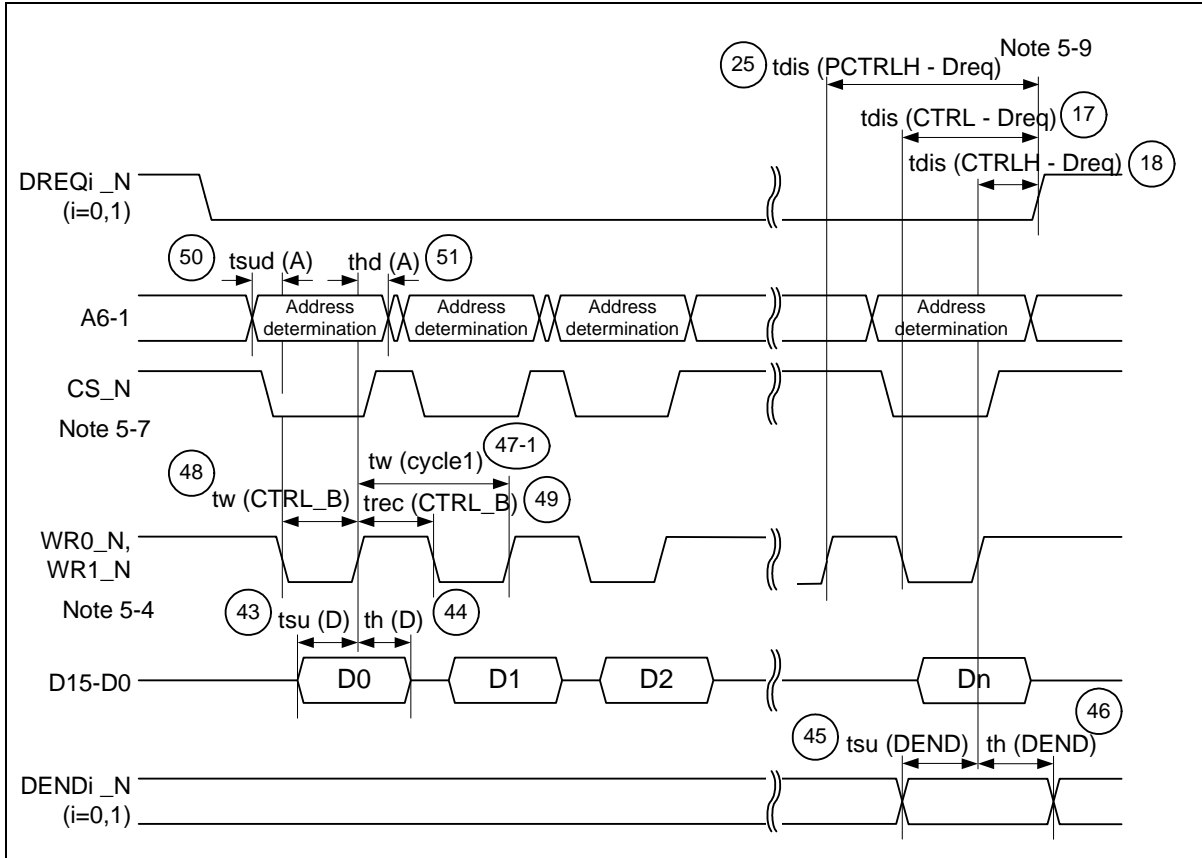 Note 5-9
25 tdis (PCTRLH - Dreq)
tdis (CTRL - Dreq) 17
tdis (CTRLH - Dreq) 18
DREQi _N
(i=0,1)
50 tsud (A) thd (A) 51
A6-1
Address determination
Address determination
Address determination
Address determination
CS_N
Note 5-7
47-1
tw (cycle1)
48
tw (CTRL_B) trec (CTRL_B) 49
WR0_N,
WR1_N
Note 5-4
43 tsu (D) th (D) 44
D15-D0
D0 D1 D2 Dn
45 tsu (DEND) th (DEND) 46
DENDi _N
(i=0,1)